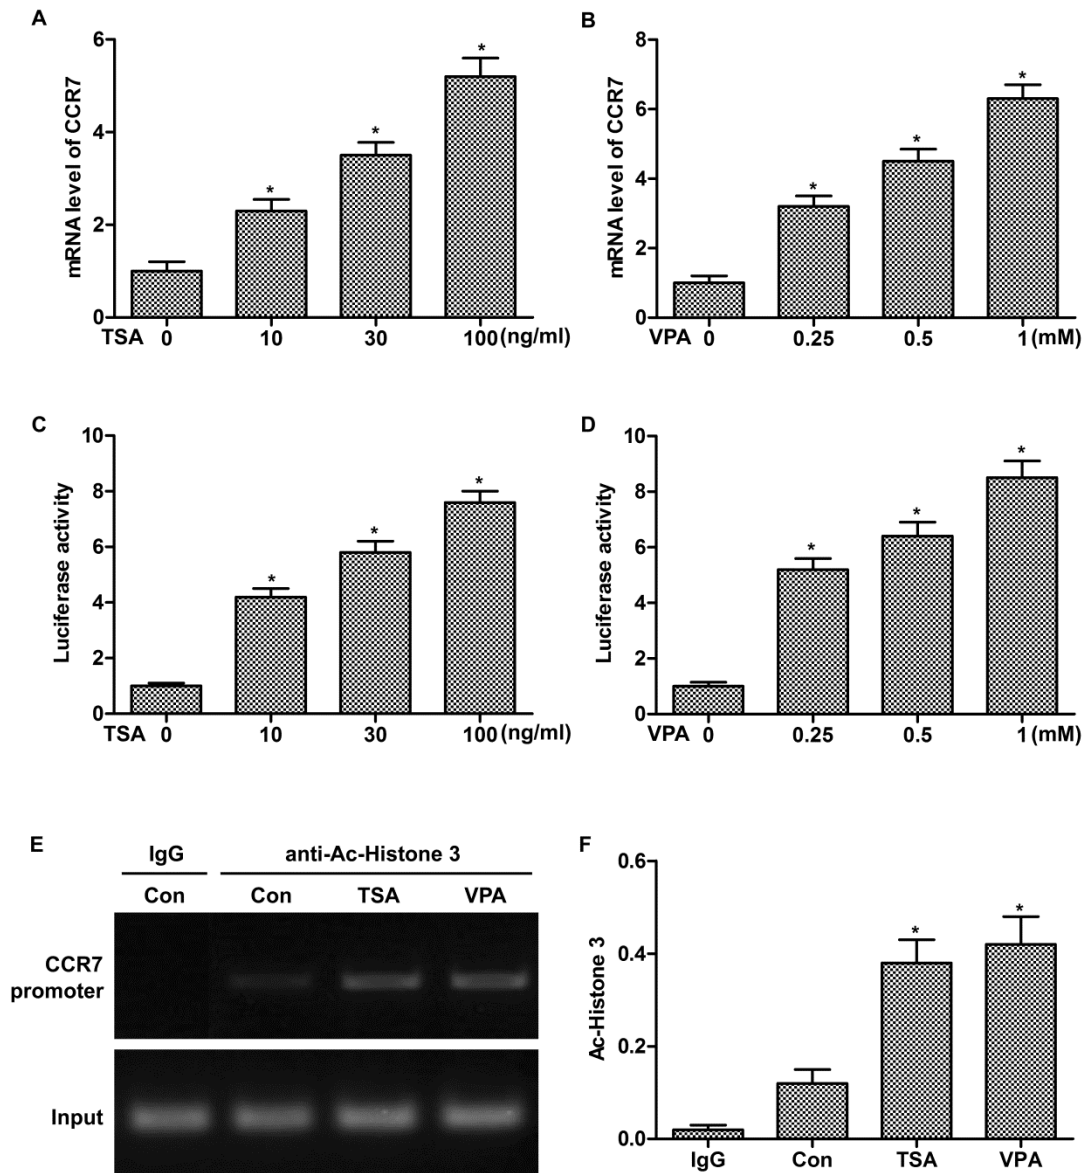 A
mRNA level of CCR7
6
4
2
0
*
*
*
TSA 0 10 30 100 (ng/ml)
B
mRNA level of CCR7
8
6
4
2
0
*
*
*
VPA 0 0.25 0.5 1 (mM)
C
Luciferase activity
10
8
6
4
2
0
*
*
*
TSA 0 10 30 100 (ng/ml)
D
Luciferase activity
10
8
6
4
2
0
*
*
*
VPA 0 0.25 0.5 1 (mM)
E
IgG anti-Ac-Histone 3
Con Con TSA VPA
CCR7
promoter
Input
F
Ac-Histone 3
0.6
0.4
0.2
0.0
*
*
IgG Con TSA VPA